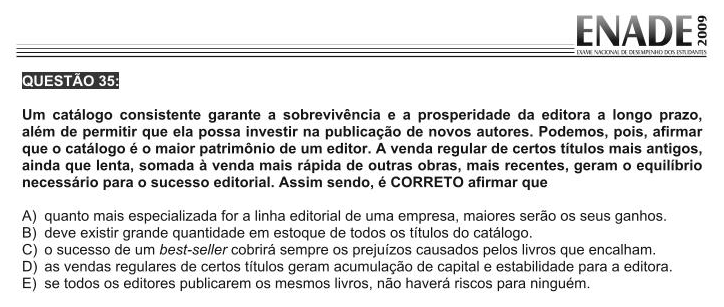 ENADE 2009
EXAME NACIONAL DE DESEMPENHO DOS ESTUDANTES
QUESTÃO 35:
Um catálogo consistente garante a sobrevivência e a prosperidade da editora a longo prazo,
além de permitir que ela possa investir na publicação de novos autores. Podemos, pois, afirmar
que o catálogo é o maior patrimônio de um editor. A venda regular de certos títulos mais antigos,
ainda que lenta, somada à venda mais rápida de outras obras, mais recentes, geram o equilíbrio
necessário para o sucesso editorial. Assim sendo, é CORRETO afirmar que
A) quanto mais especializada for a linha editorial de uma empresa, maiores serão os seus ganhos.
B) deve existir grande quantidade em estoque de todos os títulos do catálogo.
C) o sucesso de um best-seller cobrirá sempre os prejuízos causados pelos livros que encalham.
D) as vendas regulares de certos títulos geram acumulação de capital e estabilidade para a editora.
E) se todos os editores publicarem os mesmos livros, não haverá riscos para ninguém.